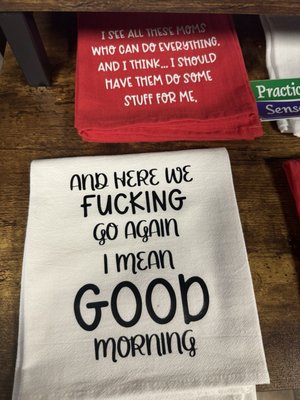 I SEE ALL THESE MOMS
WHO CAN DO EVERYTHING,
AND I THINK... I SHOULD
HAVE THEM DO SOME
STUFF FOR ME.
Practic
Sens
AND HERE WE
FUCKING
GO AGAIN
I MEAN
GOOD
MORNING